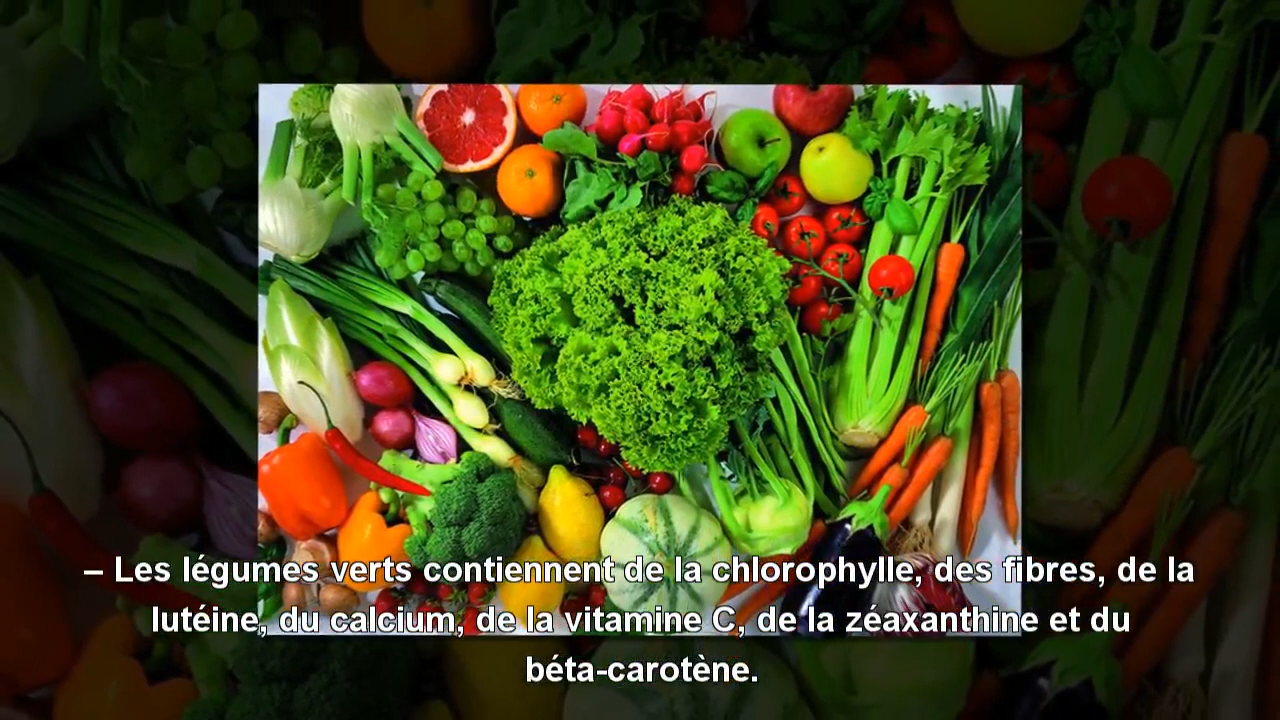 – Les légumes verts contiennent de la chlorophylle, des fibres, de la
lutéine, du calcium, de la vitamine C, de la zéaxanthine et du
béta-carotène.